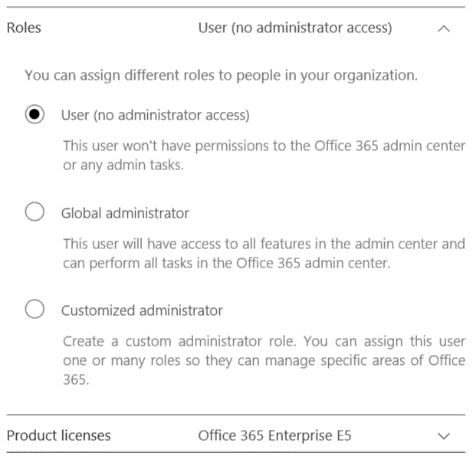 Roles User (no administrator access)
You can assign different roles to people in your organization.
User (no administrator access)
This user won't have permissions to the Office 365 admin center
or any admin tasks.
Global administrator
This user will have access to all features in the admin center and
can perform all tasks in the Office 365 admin center.
Customized administrator
Create a custom administrator role. You can assign this user
one or many roles so they can manage specific areas of Office
365.
Product licenses Office 365 Enterprise E5